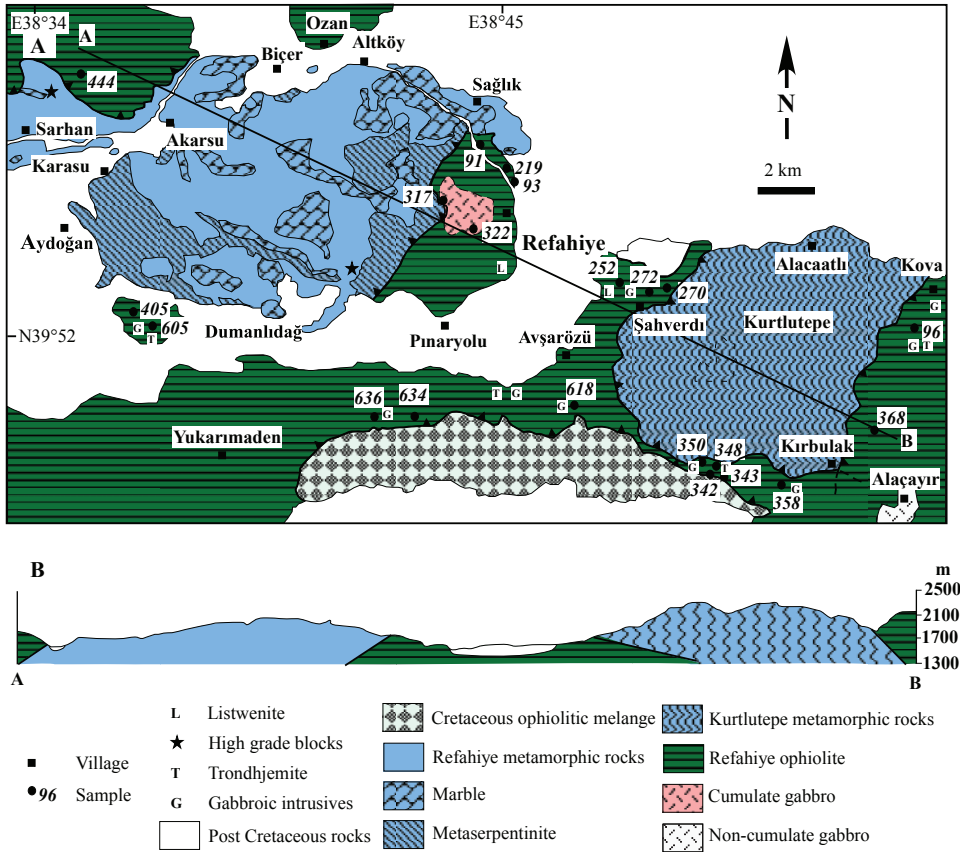 E38°34
E38°45
Ozan
A
A
Biçer
Altköy
444
Sağlık
Sarhan
Akarsu
Karasu
91
219
93
317
322
Aydoğan
Refahiye
L
252
272
270
L G
Alacaatlı
Kova
G
405
G
605
T
N39°52
Dumanlıdağ
Pınaryolu
Avşarözü
Şahverdı
Kurtlutepe
96
G T
N
2 km
636
G
634
T G
618
G
368
B
Yukarımaden
350
348
G
T
343
342
Kırbulak
358
G
Alaçayır
B
m
2500
2100
1700
1300
A
B
Village
96 Sample
L Listwenite
High grade blocks
T Trondhjemite
G Gabbroic intrusives
Post Cretaceous rocks
Cretaceous ophiolitic melange
Refahiye metamorphic rocks
Marble
Metaserpentinite
Kurtlutepe metamorphic rocks
Refahiye ophiolite
Cumulate gabbro
Non-cumulate gabbro